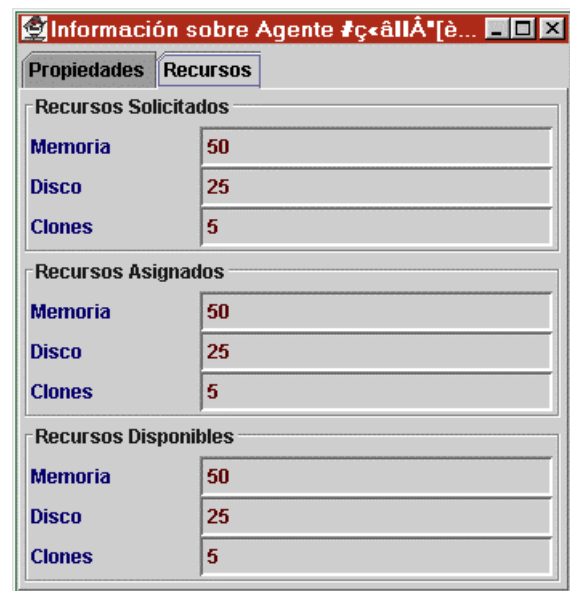 Información sobre Agente #ç«âllÂ"[è...
Propiedades Recursos
Recursos Solicitados
Memoria 50
Disco 25
Clones 5
Recursos Asignados
Memoria 50
Disco 25
Clones 5
Recursos Disponibles
Memoria 50
Disco 25
Clones 5